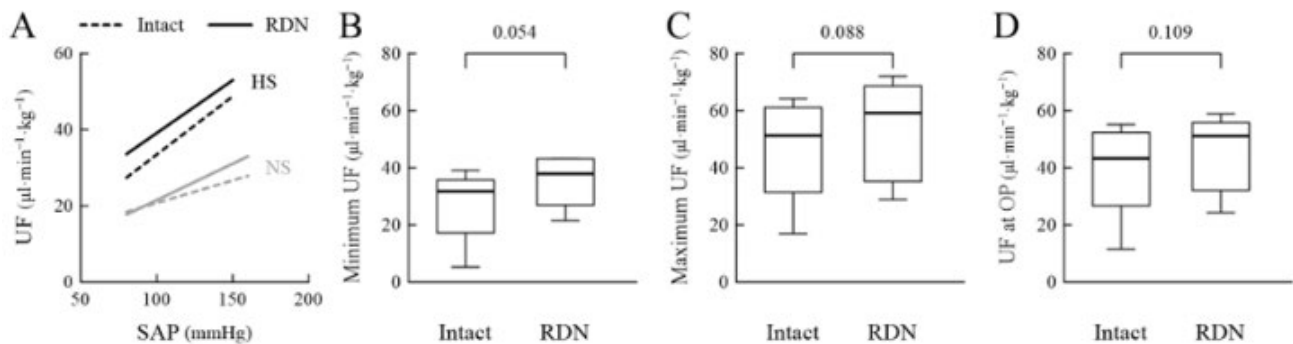 A
Intact
RDN
UF (µl·min⁻¹·kg⁻¹)
60
40
20
0
HS
NS
50
100
150
200
SAP (mmHg)
B
0.054
Minimum UF (µl·min⁻¹·kg⁻¹)
80
60
40
20
0
Intact
RDN
C
0.088
Maximum UF (µl·min⁻¹·kg⁻¹)
80
60
40
20
0
Intact
RDN
D
0.109
UF at OP (µl·min⁻¹·kg⁻¹)
80
60
40
20
0
Intact
RDN